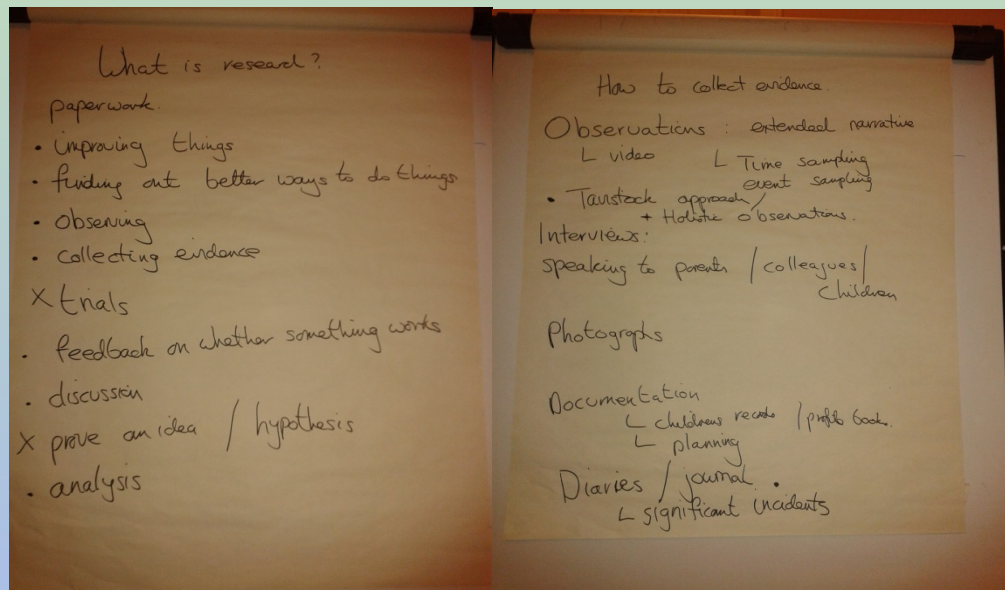 What is research?
paperwork.
• improving things
• finding out better ways to do things
• observing
• collecting evidence
X trials
• feedback on whether something works
• discussion
X prove an idea / hypothesis
• analysis
How to collect evidence.
Observations : extended narrative
└ video └ Time sampling
event sampling
• Tavistock approach /
+ Holistic observations.
Interviews:
speaking to parents / colleagues /
children
Photographs
Documentation
└ childrens records / profile book.
└ planning
Diaries / journal •
└ significant incidents